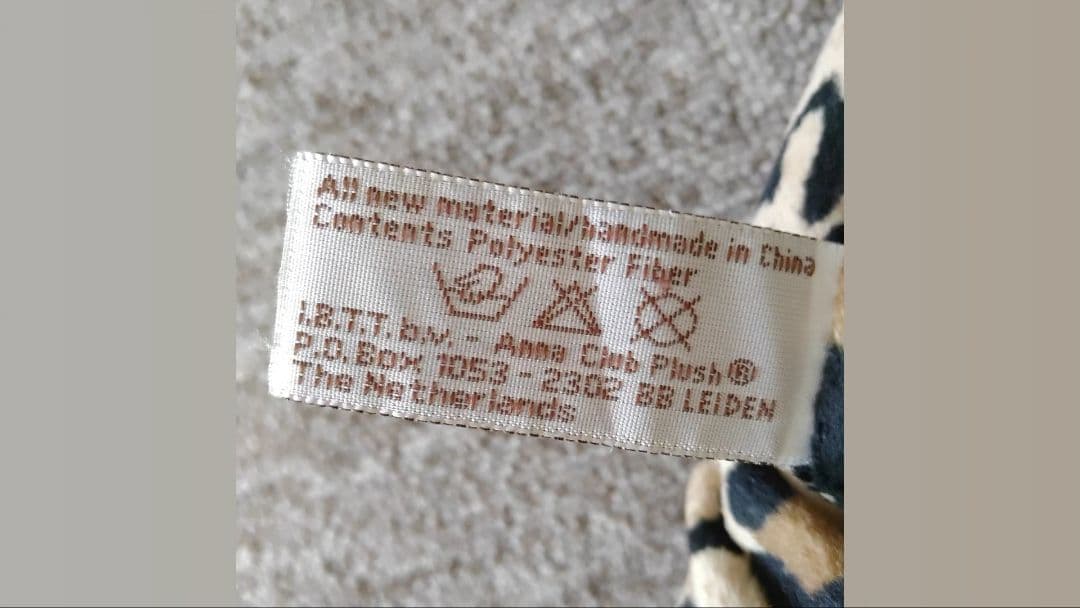 All new material/handmade in China
Contents Polyester Fiber
I.B.T.T. b.v. - Anna Club Plush®
P.O. BOX 1053 - 2302 BB LEIDEN
The Netherlands